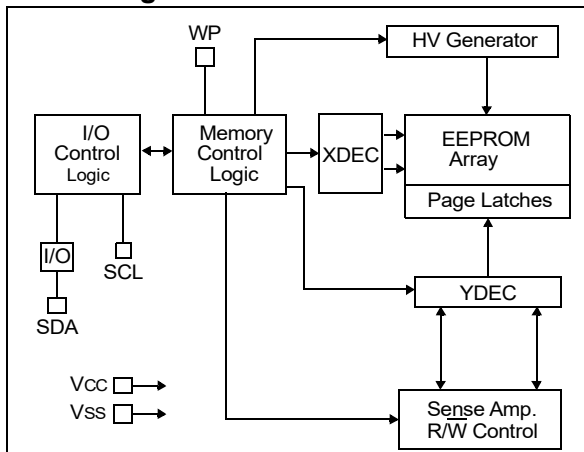 WP
HV Generator
I/O
Control
Logic
Memory
Control
Logic
XDEC
EEPROM
Array
Page Latches
I/O
SCL
SDA
YDEC
VCC
VSS
Sense Amp.
R/W̅ Control